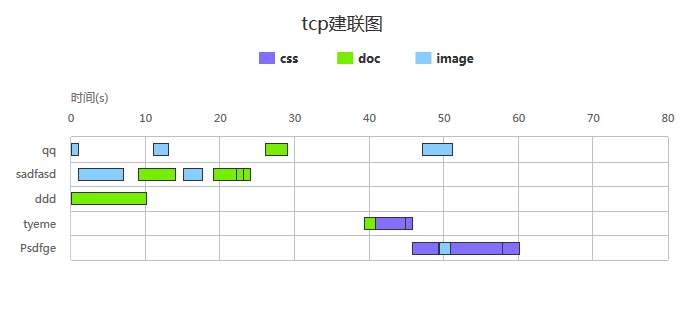 tcp建联图
css doc image
时间(s)
0 10 20 30 40 50 60 70 80
qq
sadfasd
ddd
tyeme
Psdfge